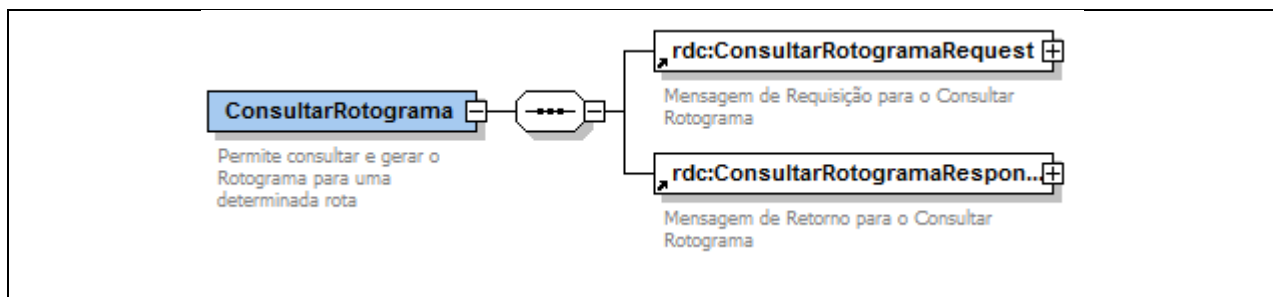 rdc:ConsultarRotogramaRequest
Mensagem de Requisição para o Consultar
Rotograma
ConsultarRotograma
Permite consultar e gerar o
Rotograma para uma
determinada rota
rdc:ConsultarRotogramaRespon...
Mensagem de Retorno para o Consultar
Rotograma